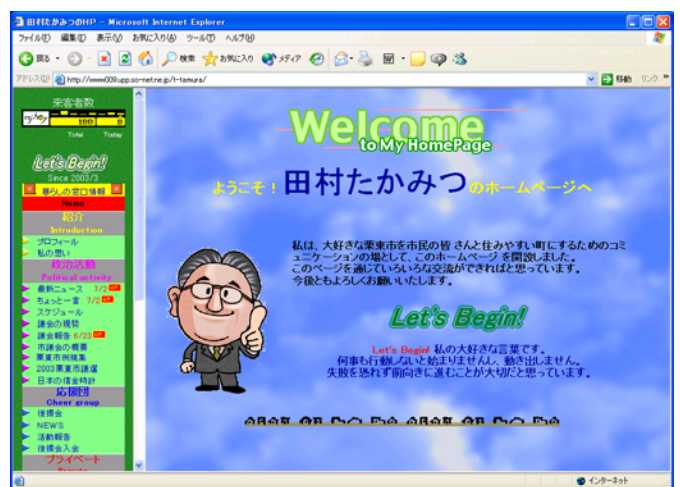 田村たかみつのHP - Microsoft Internet Explorer
ファイル(F) 編集(E) 表示(V) お気に入り(A) ツール(T) ヘルプ(H)
戻る 検索 お気に入り メディア
アドレス(D) http://www009.upp.so-net.ne.jp/t-tamura/ 移動 リンク
来客者数
180 8
Total Today
Let's Begin!
Since 2003/3
暮らしの窓口情報
Home
紹介
Introduction
プロフィール
私の想い
政治活動
Political activity
最新ニュース 7/2
ちょっと一言 7/2
スケジュール
議会の現勢
議会報告 6/23
市議会の概要
栗東市例規集
2003栗東市議選
日本の借金時計
応援団
Cheer group
後援会
NEWS
活動報告
後援会入会
プライベート
Private
Welcome
to My HomePage
ようこそ！田村たかみつのホームページへ
私は、大好きな栗東市を市民の皆 さんと住みやすい町にするためのコミ
ュニケーションの場として、このホームページ を開設しました。
このページを通じていろいろな交流ができればと思っています。
今後ともよろしくお願いいたします。
Let's Begin!
Let's Begin! 私の大好きな言葉です。
何事も行動しないと始まりませんし、動き出しません。
失敗を恐れず前向きに進むことが大切だと思っています。
インターネット